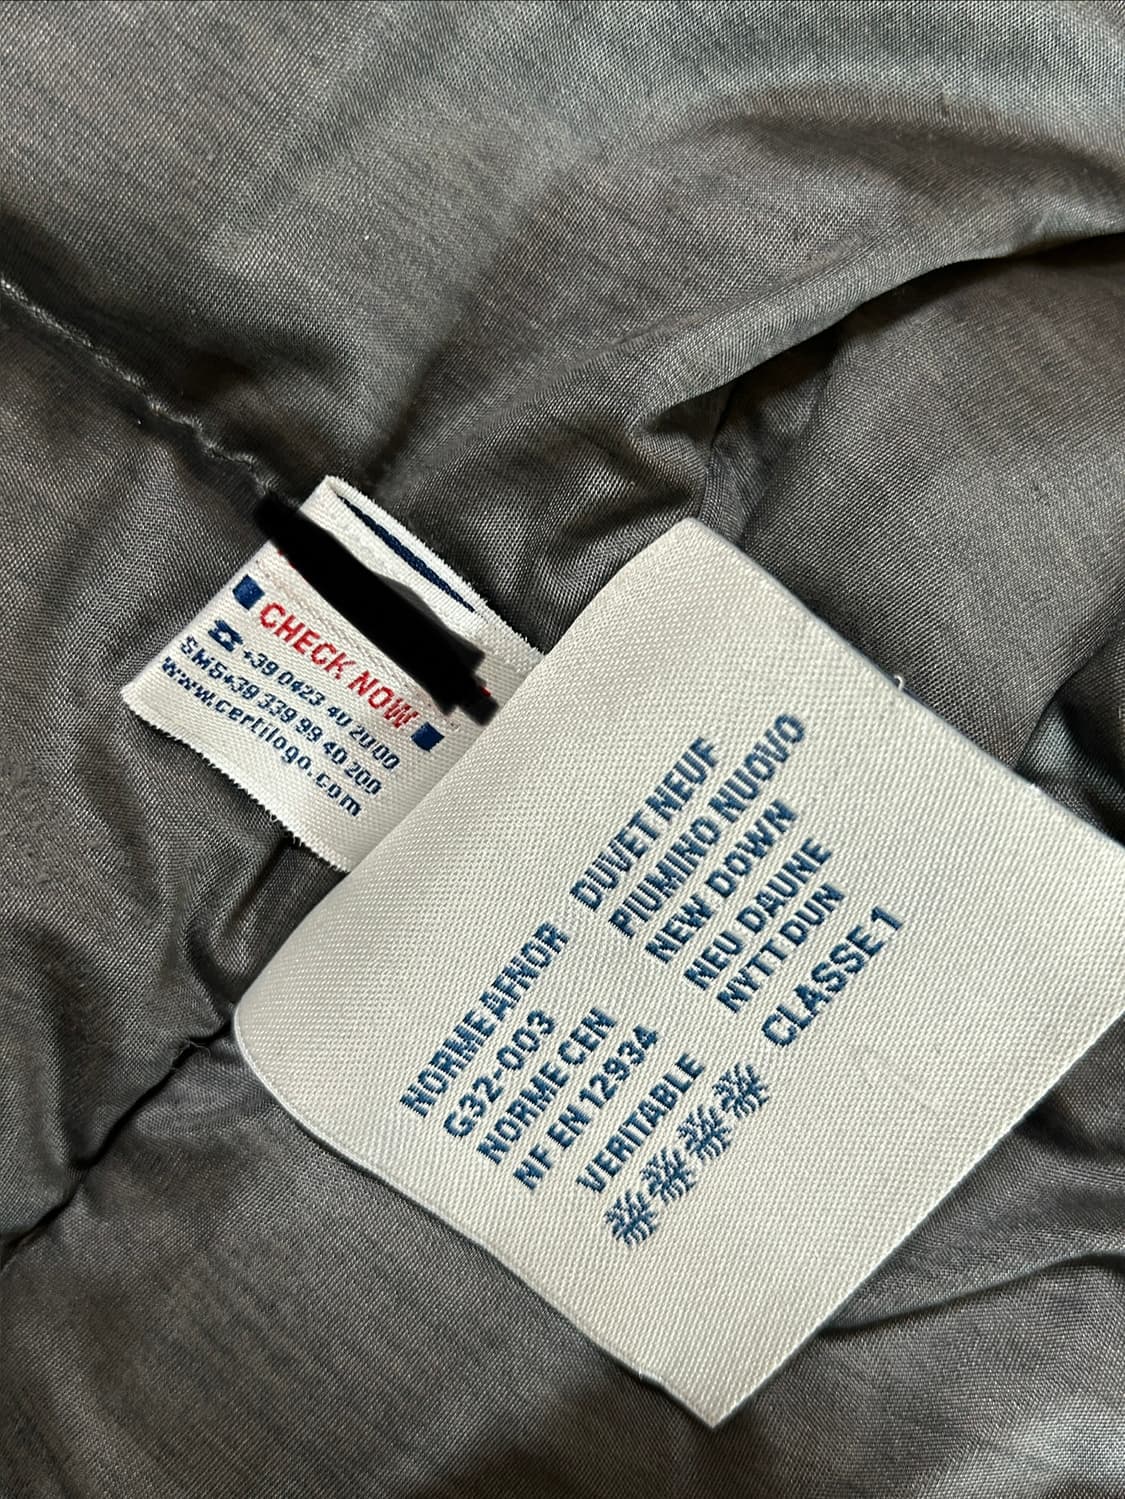 CHECK NOW
☎ +39 0423 40 20 00
SMS+39 339 99 40 200
www.certilogo.com
NORME AFNOR
G32-003
NORME CEN
NF EN 12934
DUVET NEUF
PIUMINO NUOVO
NEW DOWN
NEU DAUNE
NYTT DUN
VERITABLE
CLASSE 1